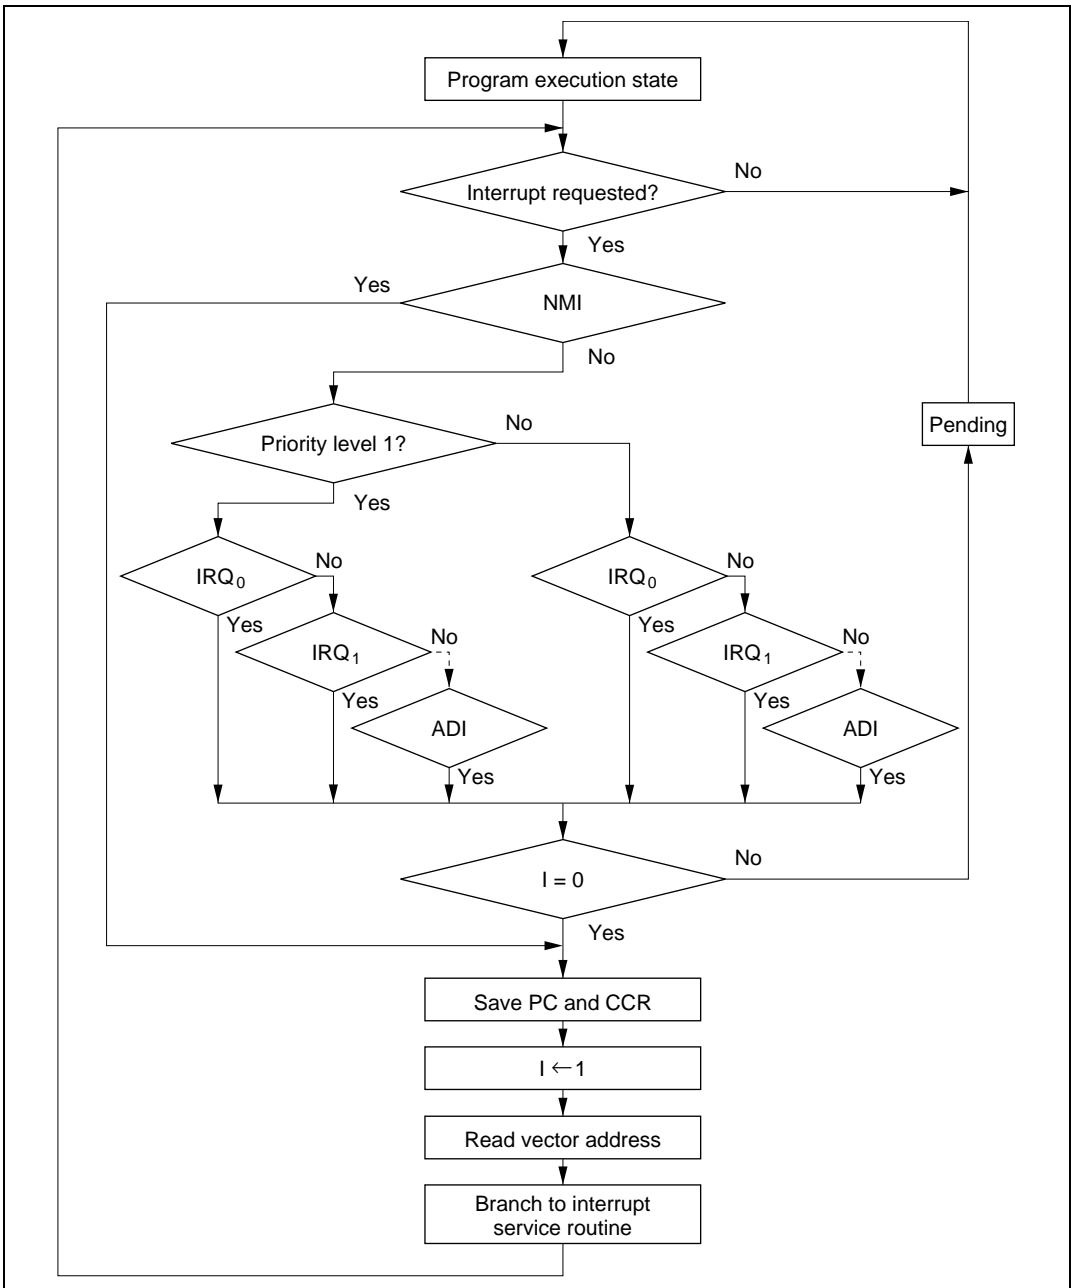 Program execution state
No
Interrupt requested?
Yes
Yes
NMI
No
No
Pending
Priority level 1?
Yes
No
No
IRQ0
IRQ0
Yes
No
Yes
No
IRQ1
IRQ1
Yes
Yes
ADI
ADI
Yes
Yes
No
I = 0
Yes
Save PC and CCR
I ← 1
Read vector address
Branch to interrupt
service routine